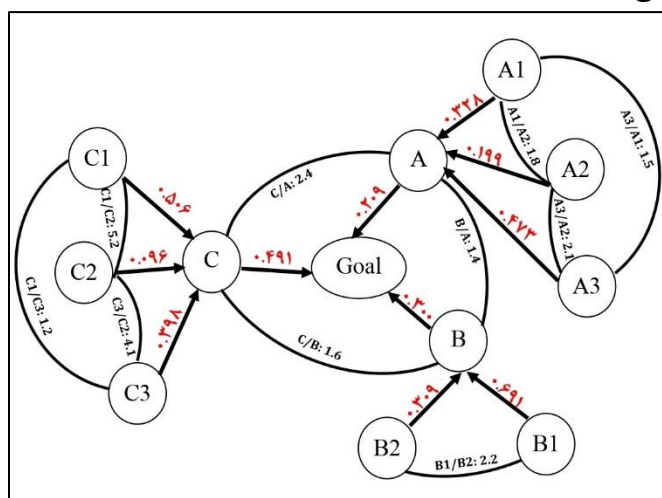 A1
۰.۳۲۸
A1/A2: 1.8
A3/A1: 1.5
C1
A
۰.۱۹۹
A2
C/A: 2.4
C1/C2: 5.2
۰.۵۰۶
۰.۲۰۹
B/A: 1.4
۰.۴۷۳
A3/A2: 2.1
C2
۰.۰۹۶
C
۰.۴۹۱
Goal
A3
C1/C3: 1.2
C3/C2: 4.1
۰.۳۹۸
C/B: 1.6
۰.۳۰۰
B
C3
۰.۳۰۹
۰.۶۹۱
B2
B1/B2: 2.2
B1